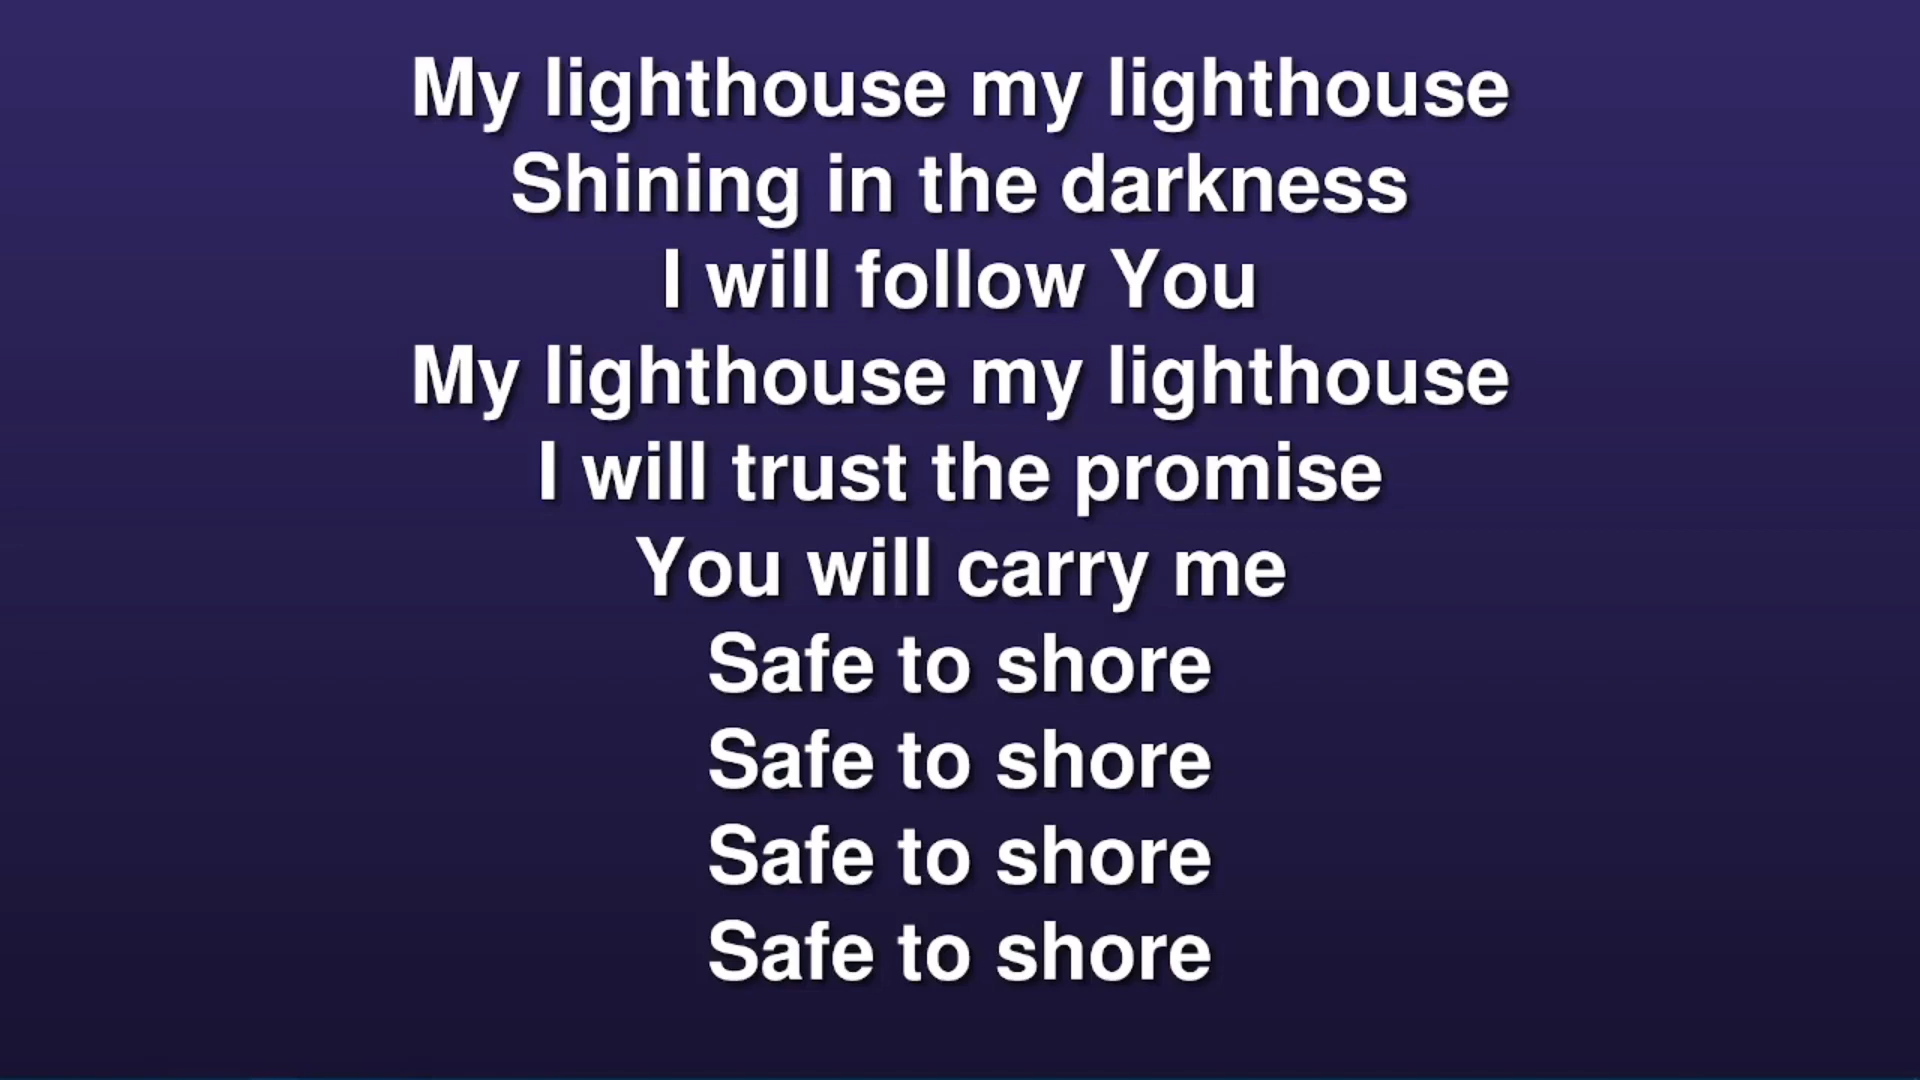 My lighthouse my lighthouse
Shining in the darkness
I will follow You
My lighthouse my lighthouse
I will trust the promise
You will carry me
Safe to shore
Safe to shore
Safe to shore
Safe to shore